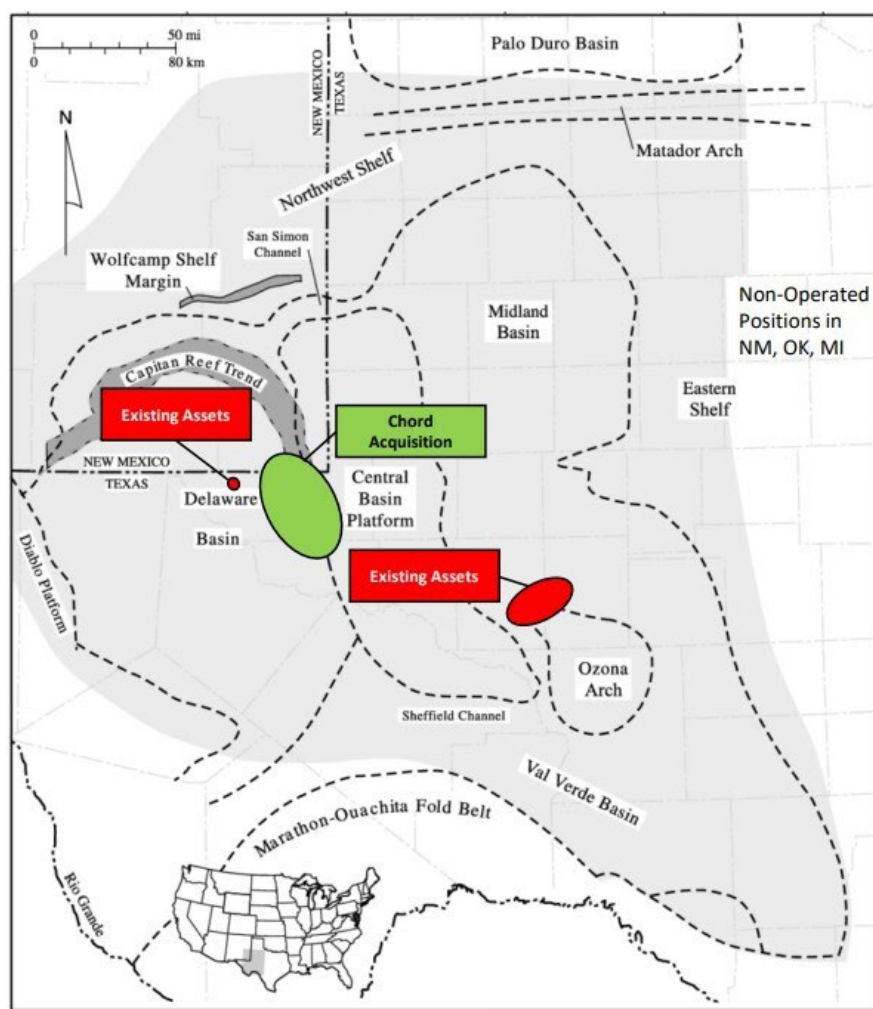 0 50 mi
0 80 km
Palo Duro Basin
NEW MEXICO
TEXAS
N
Matador Arch
Northwest Shelf
San Simon
Channel
Wolfcamp Shelf
Margin
Non-Operated
Positions in
NM, OK, MI
Midland
Basin
Capitan Reef Trend
Eastern
Shelf
Existing Assets
Chord
Acquisition
NEW MEXICO
TEXAS
Delaware
Basin
Central
Basin
Platform
Diablo Platform
Existing Assets
Ozona
Arch
Sheffield Channel
Val Verde Basin
Marathon-Ouachita Fold Belt
Rio Grande